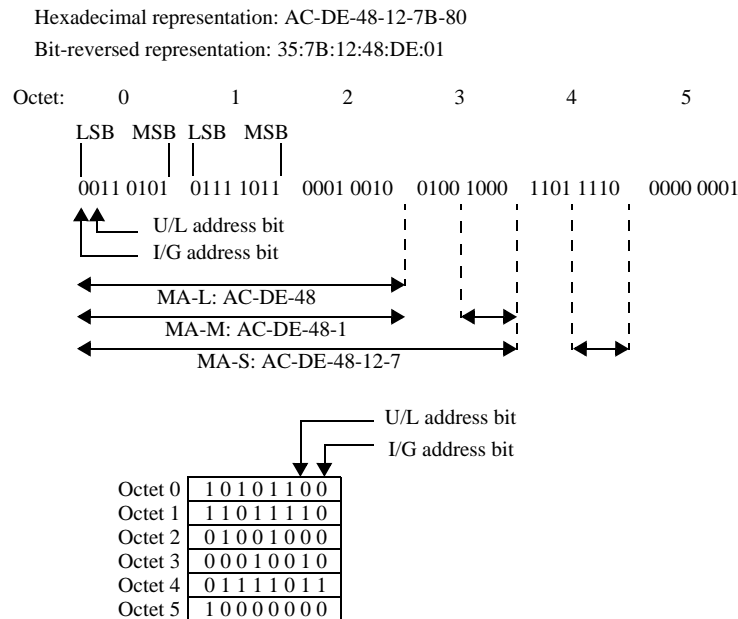 Hexadecimal representation: AC-DE-48-12-7B-80
Bit-reversed representation: 35:7B:12:48:DE:01
Octet: 0 1 2 3 4 5
LSB MSB LSB MSB
0011 0101 0111 1011 0001 0010 0100 1000 1101 1110 0000 0001
U/L address bit
I/G address bit
MA-L: AC-DE-48
MA-M: AC-DE-48-1
MA-S: AC-DE-48-12-7
U/L address bit
I/G address bit
Octet 0 1 0 1 0 1 1 0 0
Octet 1 1 1 0 1 1 1 1 0
Octet 2 0 1 0 0 1 0 0 0
Octet 3 0 0 0 1 0 0 1 0
Octet 4 0 1 1 1 1 0 1 1
Octet 5 1 0 0 0 0 0 0 0